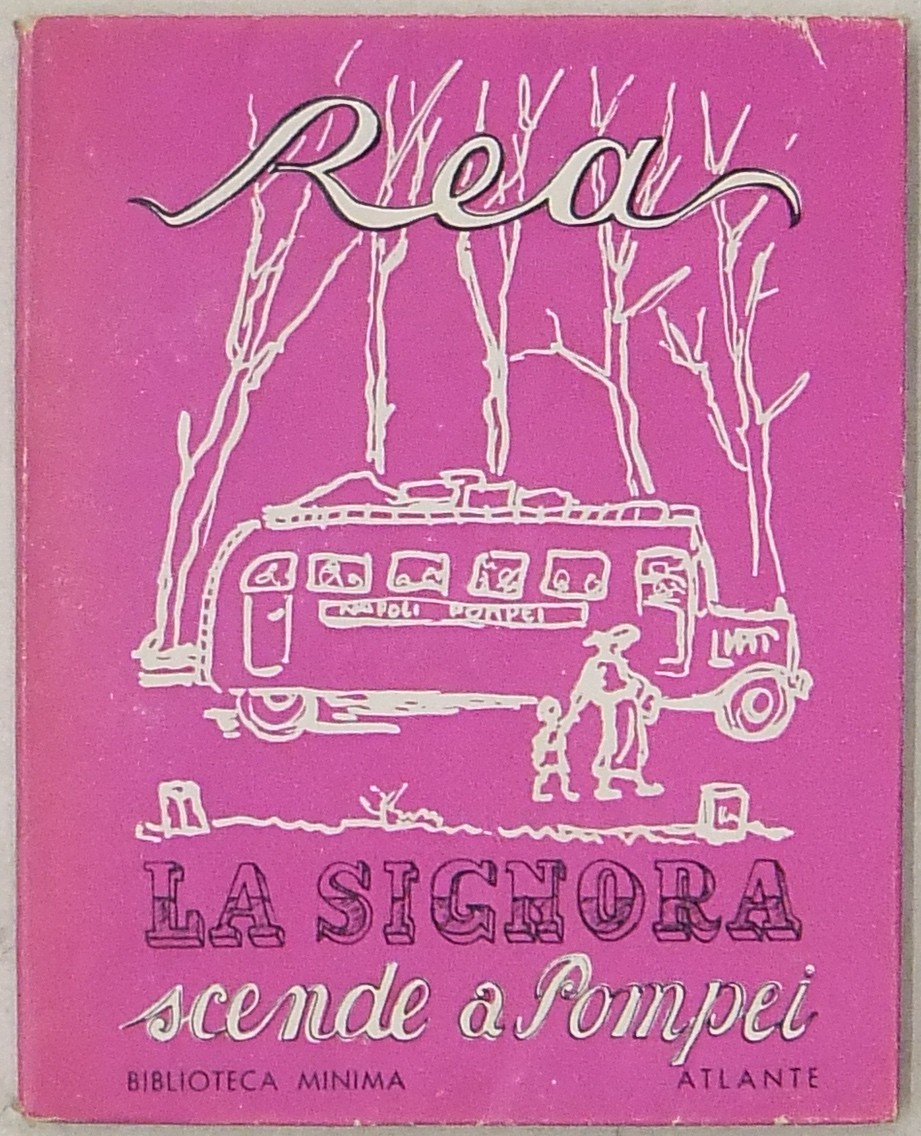 Rea
NAPOLI POMPEI
LA SIGNORA
scende a Pompei
BIBLIOTECA MINIMA ATLANTE